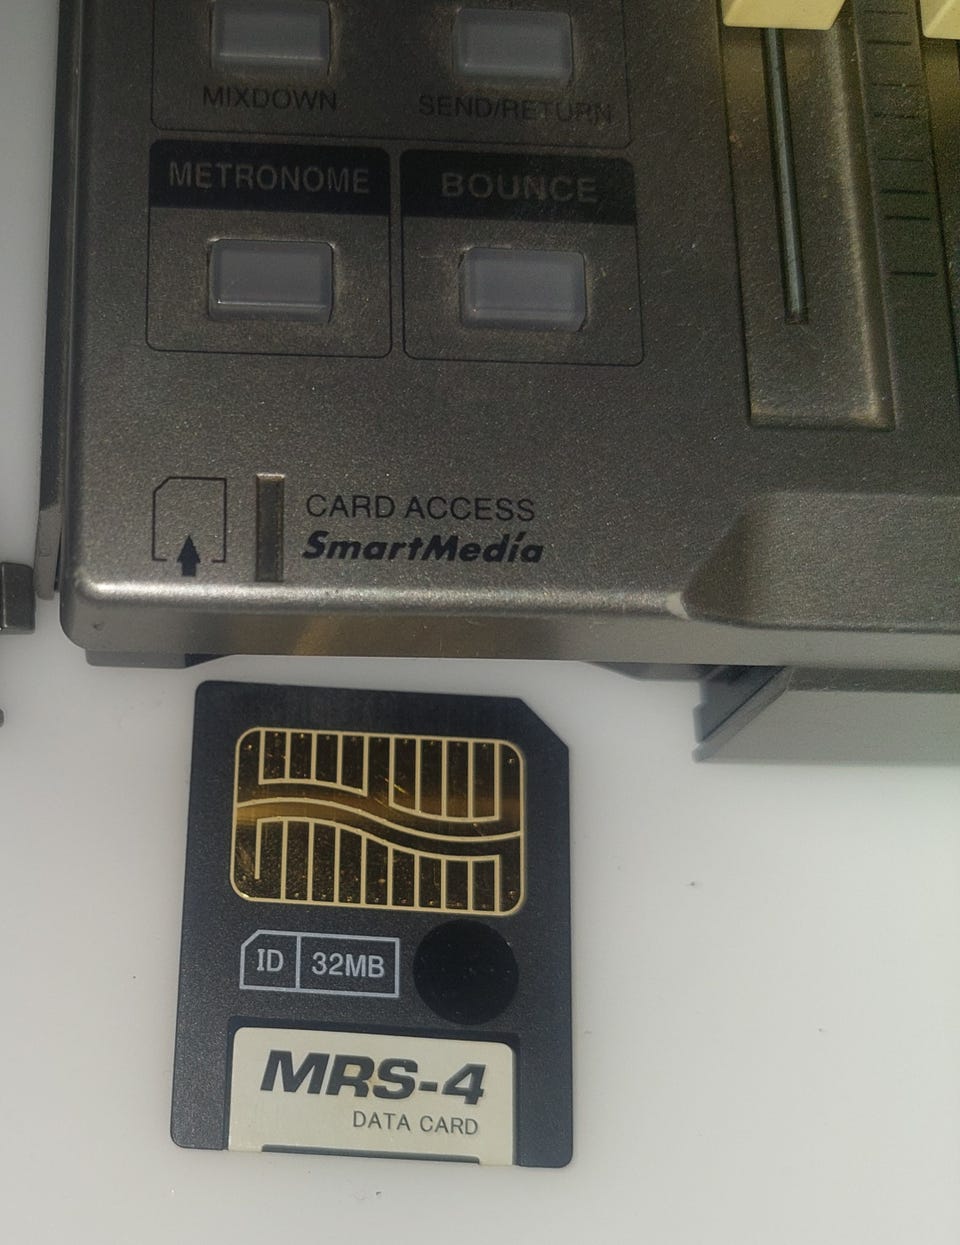 MIXDOWN
SEND/RETURN
METRONOME
BOUNCE
CARD ACCESS
SmartMedia
ID 32MB
MRS-4
DATA CARD